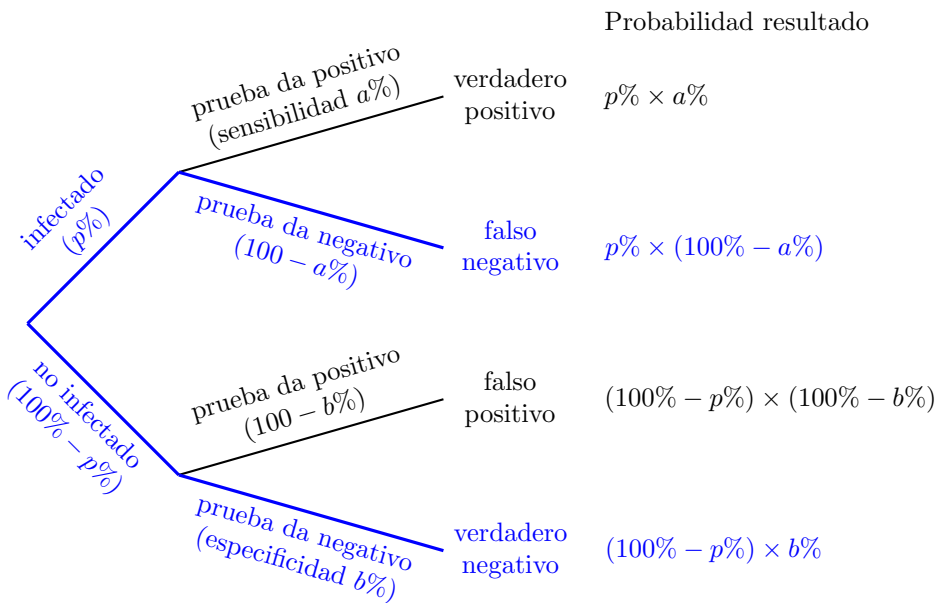 Probabilidad resultado
prueba da positivo
(sensibilidad a%)
verdadero
positivo
p% × a%
infectado
(p%)
prueba da negativo
(100 − a%)
falso
negativo
p% × (100% − a%)
no infectado
(100% − p%)
prueba da positivo
(100 − b%)
falso
positivo
(100% − p%) × (100% − b%)
prueba da negativo
(especificidad b%)
verdadero
negativo
(100% − p%) × b%